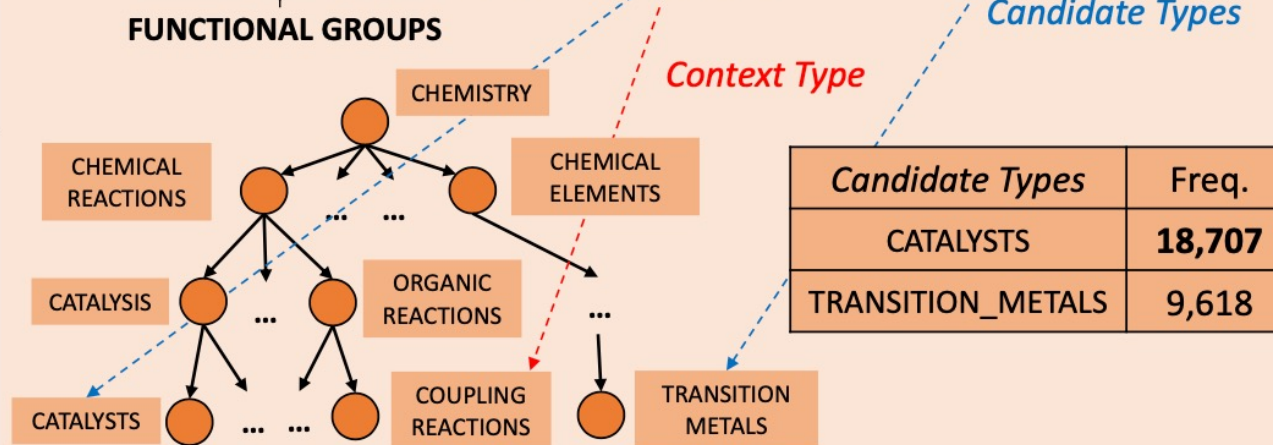 FUNCTIONAL GROUPS
Candidate Types
Context Type
CHEMISTRY
CHEMICAL
REACTIONS
CHEMICAL
ELEMENTS
... ...
Candidate Types Freq.
CATALYSTS 18,707
TRANSITION_METALS 9,618
CATALYSIS
...
ORGANIC
REACTIONS
...
CATALYSTS
... ...
COUPLING
REACTIONS
TRANSITION
METALS